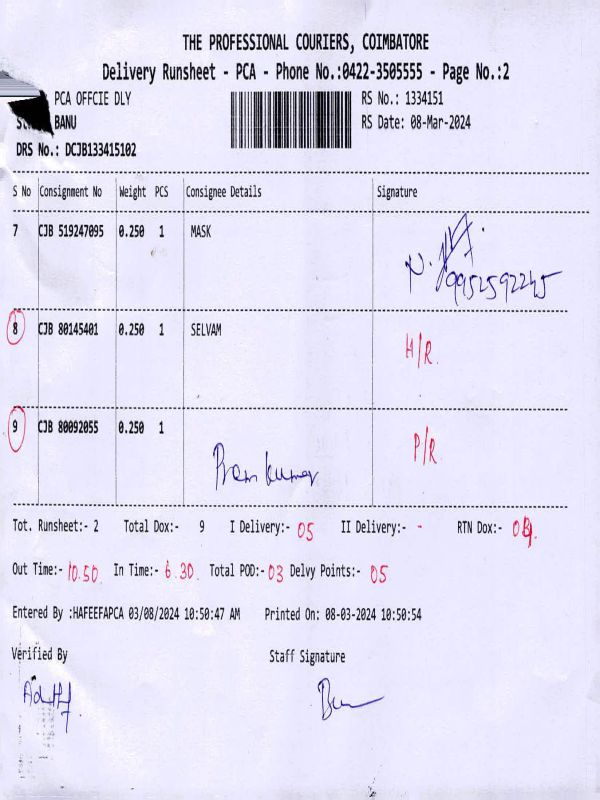 THE PROFESSIONAL COURIERS, COIMBATORE
Delivery Runsheet - PCA - Phone No.:0422-3505555 - Page No.:2
PCA OFFCIE DLY
RS No.: 1334151
BANU
RS Date: 08-Mar-2024
DRS No.: DCJB133415102
S No Consignment No Weight PCS Consignee Details Signature
7 CJB 519247095 0.250 1 MASK
9952592245
8 CJB 80145401 0.250 1 SELVAM H/R.
9 CJB 80092055 0.250 1 P/R
Prem kumar
Tot. Runsheet:- 2 Total Dox:- 9 I Delivery:- 05 II Delivery:- - RTN Dox:- 04.
Out Time:- 10.50 In Time:- 6.30. Total POD:- 03 Delvy Points:- 05
Entered By :HAFEEFAPCA 03/08/2024 10:50:47 AM Printed On: 08-03-2024 10:50:54
Verified By Staff Signature